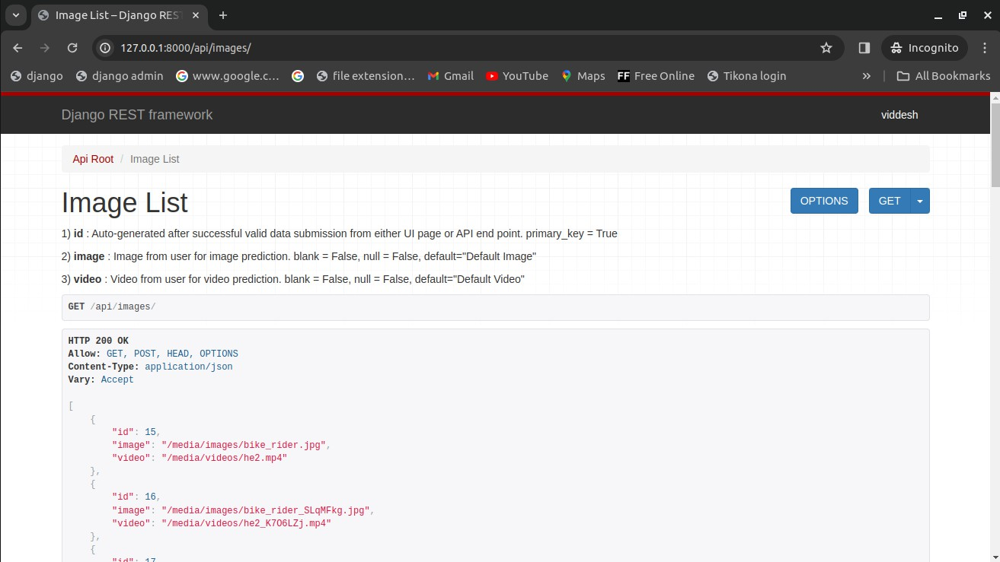 Image List – Django RES
127.0.0.1:8000/api/images/
Incognito
django
django admin
www.google.c...
file extension...
Gmail
YouTube
Maps
FF Free Online
Tikona login
»
All Bookmarks
Django REST framework
viddesh
Api Root / Image List
Image List
OPTIONS
GET
1) id : Auto-generated after successful valid data submission from either UI page or API end point. primary_key = True
2) image : Image from user for image prediction. blank = False, null = False, default="Default Image"
3) video : Video from user for video prediction. blank = False, null = False, default="Default Video"
GET /api/images/
HTTP 200 OK
Allow: GET, POST, HEAD, OPTIONS
Content-Type: application/json
Vary: Accept
[
{
"id": 15,
"image": "/media/images/bike_rider.jpg",
"video": "/media/videos/he2.mp4"
},
{
"id": 16,
"image": "/media/images/bike_rider_SLqMFkg.jpg",
"video": "/media/videos/he2_K7O6LZj.mp4"
},
{
"id": 17,